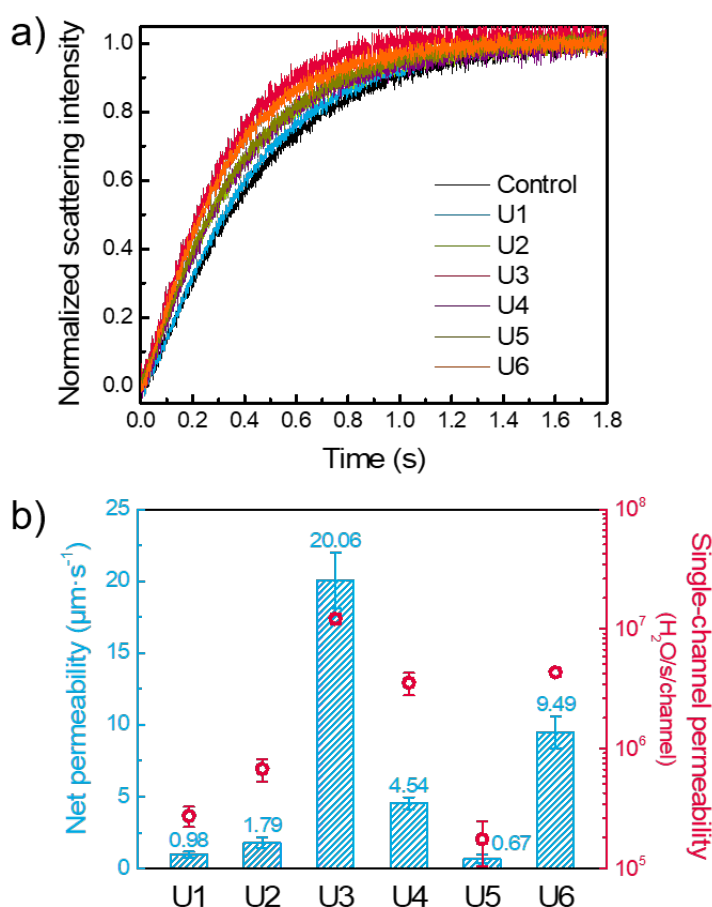 a)
Normalized scattering intensity
1.0
0.8
0.6
0.4
0.2
0.0
Control
U1
U2
U3
U4
U5
U6
0.0 0.2 0.4 0.6 0.8 1.0 1.2 1.4 1.6 1.8
Time (s)
b)
Net permeability (μm·s⁻¹)
25
20
15
10
5
0
0.98
1.79
20.06
4.54
0.67
9.49
U1 U2 U3 U4 U5 U6
10⁸
10⁷
10⁶
10⁵
Single-channel permeability
(H₂O/s/channel)